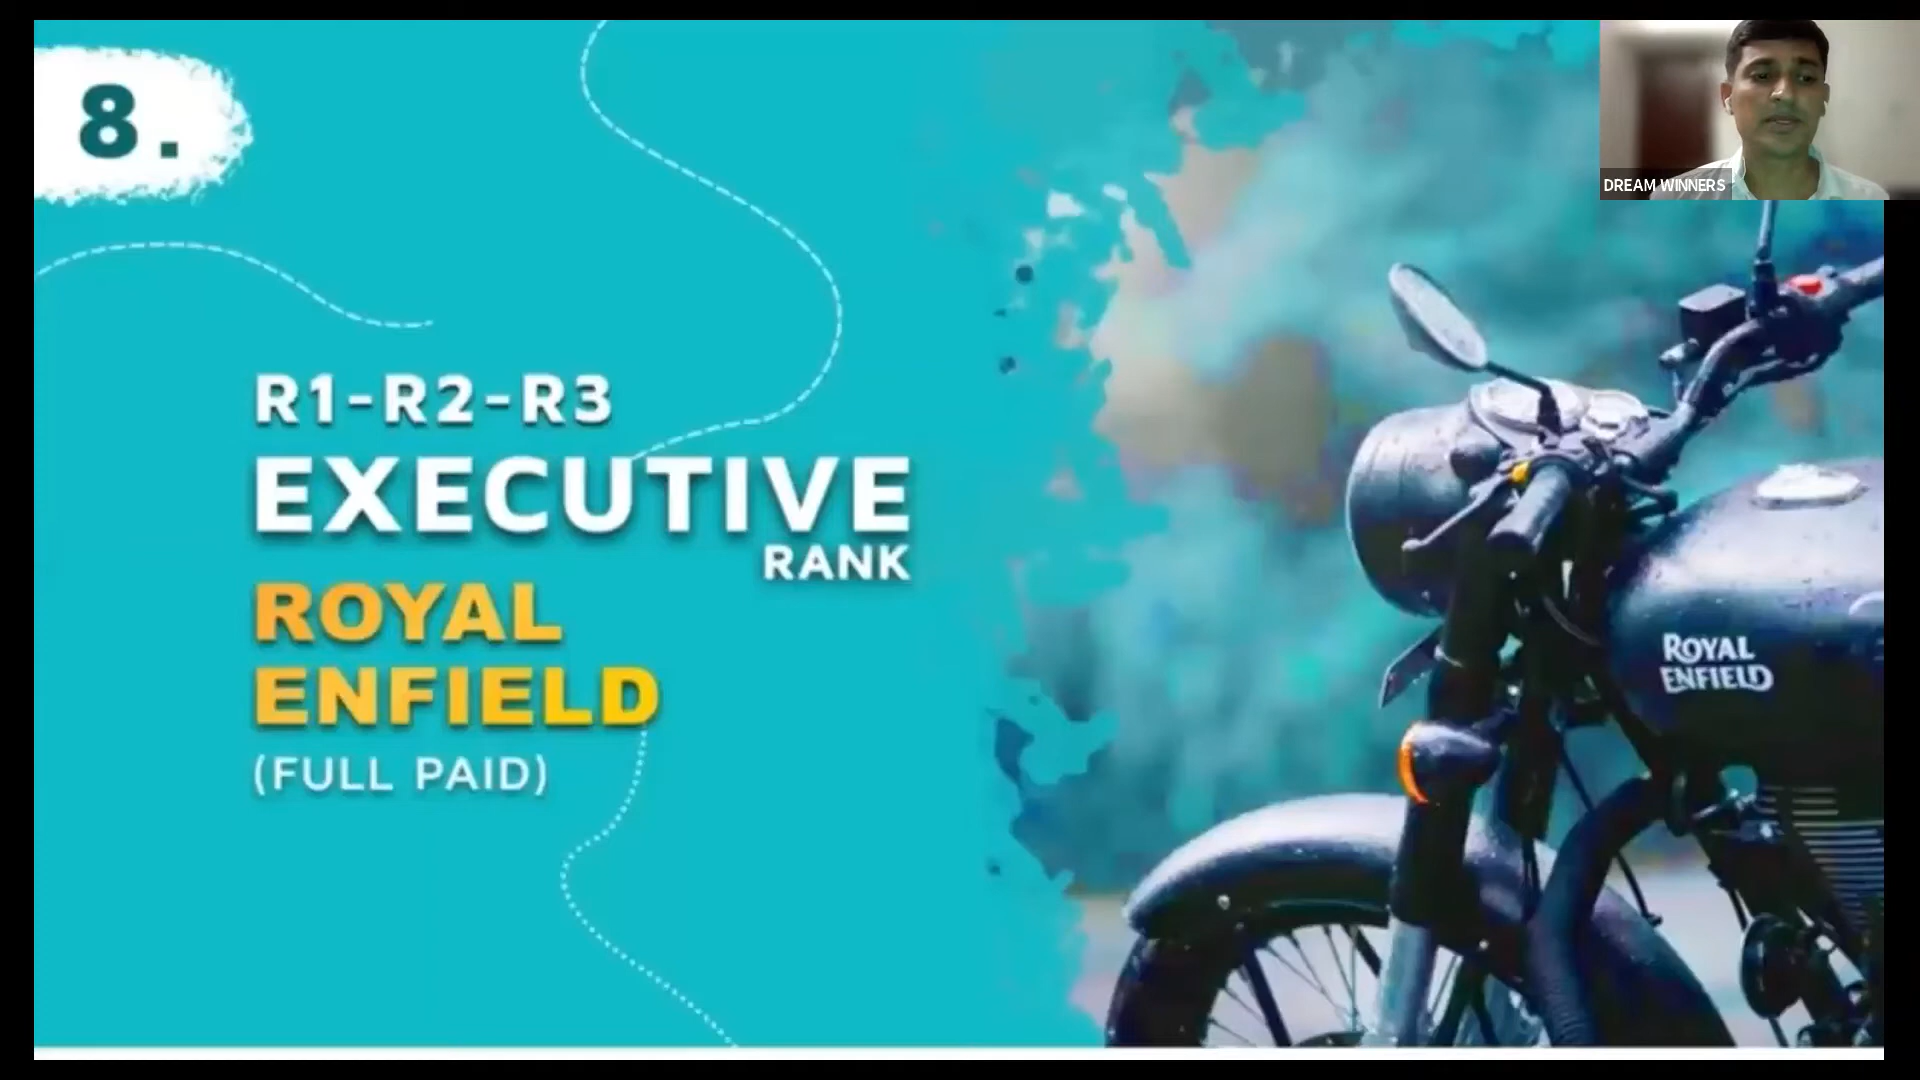 8.
DREAM WINNERS
R1-R2-R3
EXECUTIVE
RANK
ROYAL
ENFIELD
(FULL PAID)
ROYAL
ENFIELD